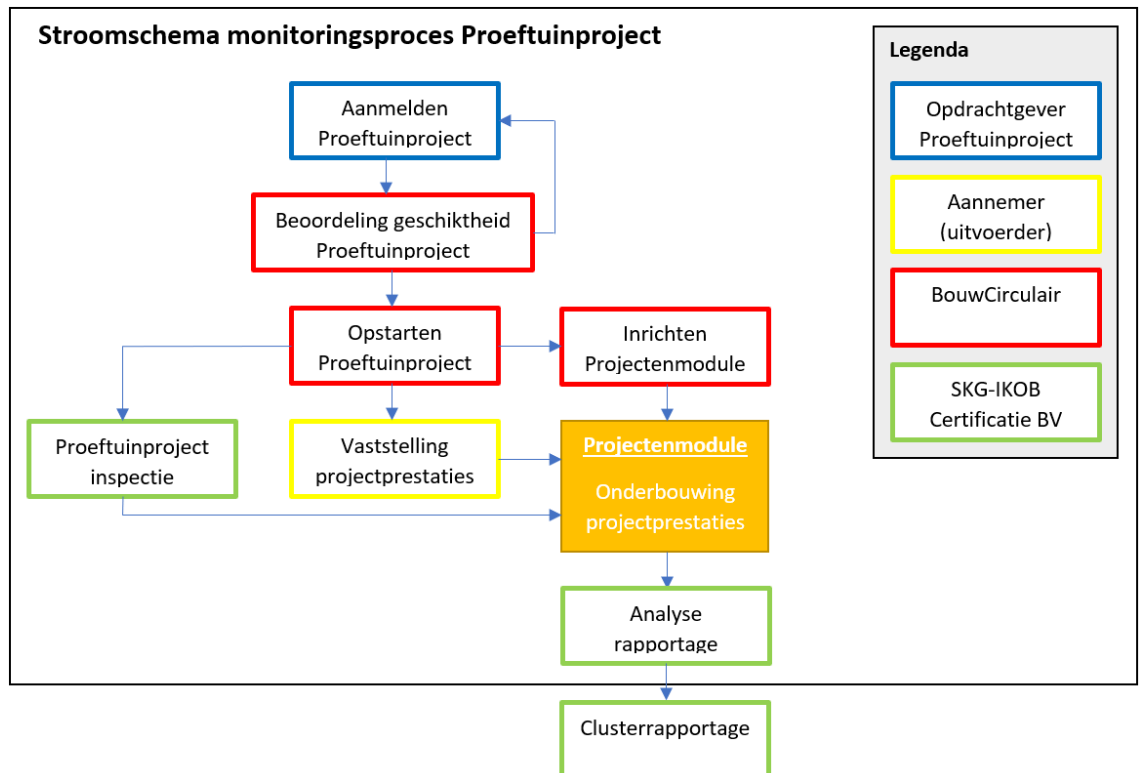 Stroomschema monitoringsproces Proeftuinproject
Aanmelden
Proeftuinproject
Beoordeling geschiktheid
Proeftuinproject
Opstarten
Proeftuinproject
Inrichten
Projectenmodule
Proeftuinproject
inspectie
Vaststelling
projectprestaties
Projectenmodule
Onderbouwing
projectprestaties
Analyse
rapportage
Clusterrapportage
Legenda
Opdrachtgever
Proeftuinproject
Aannemer
(uitvoerder)
BouwCirculair
SKG-IKOB
Certificatie BV